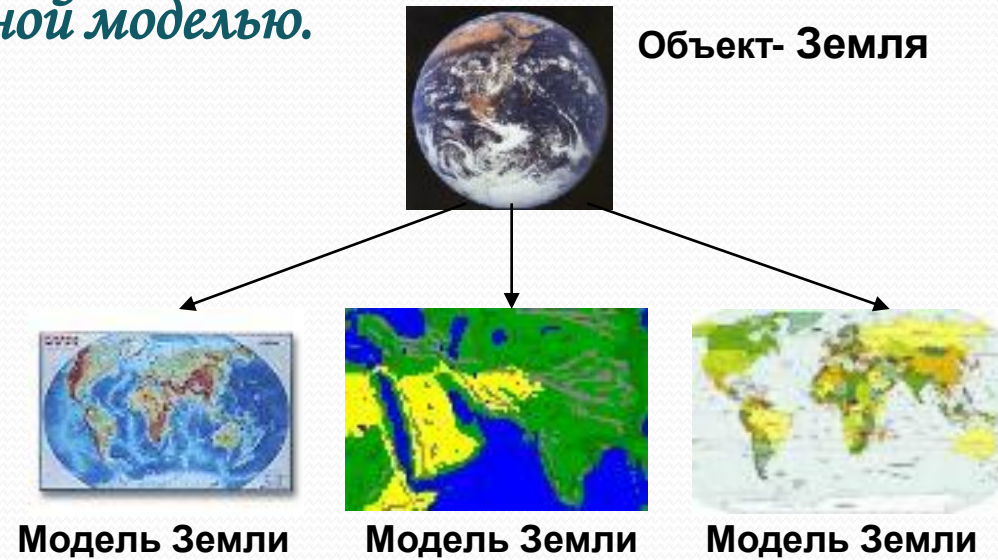 ной моделью.
Объект- Земля
Модель Земли Модель Земли Модель Земли